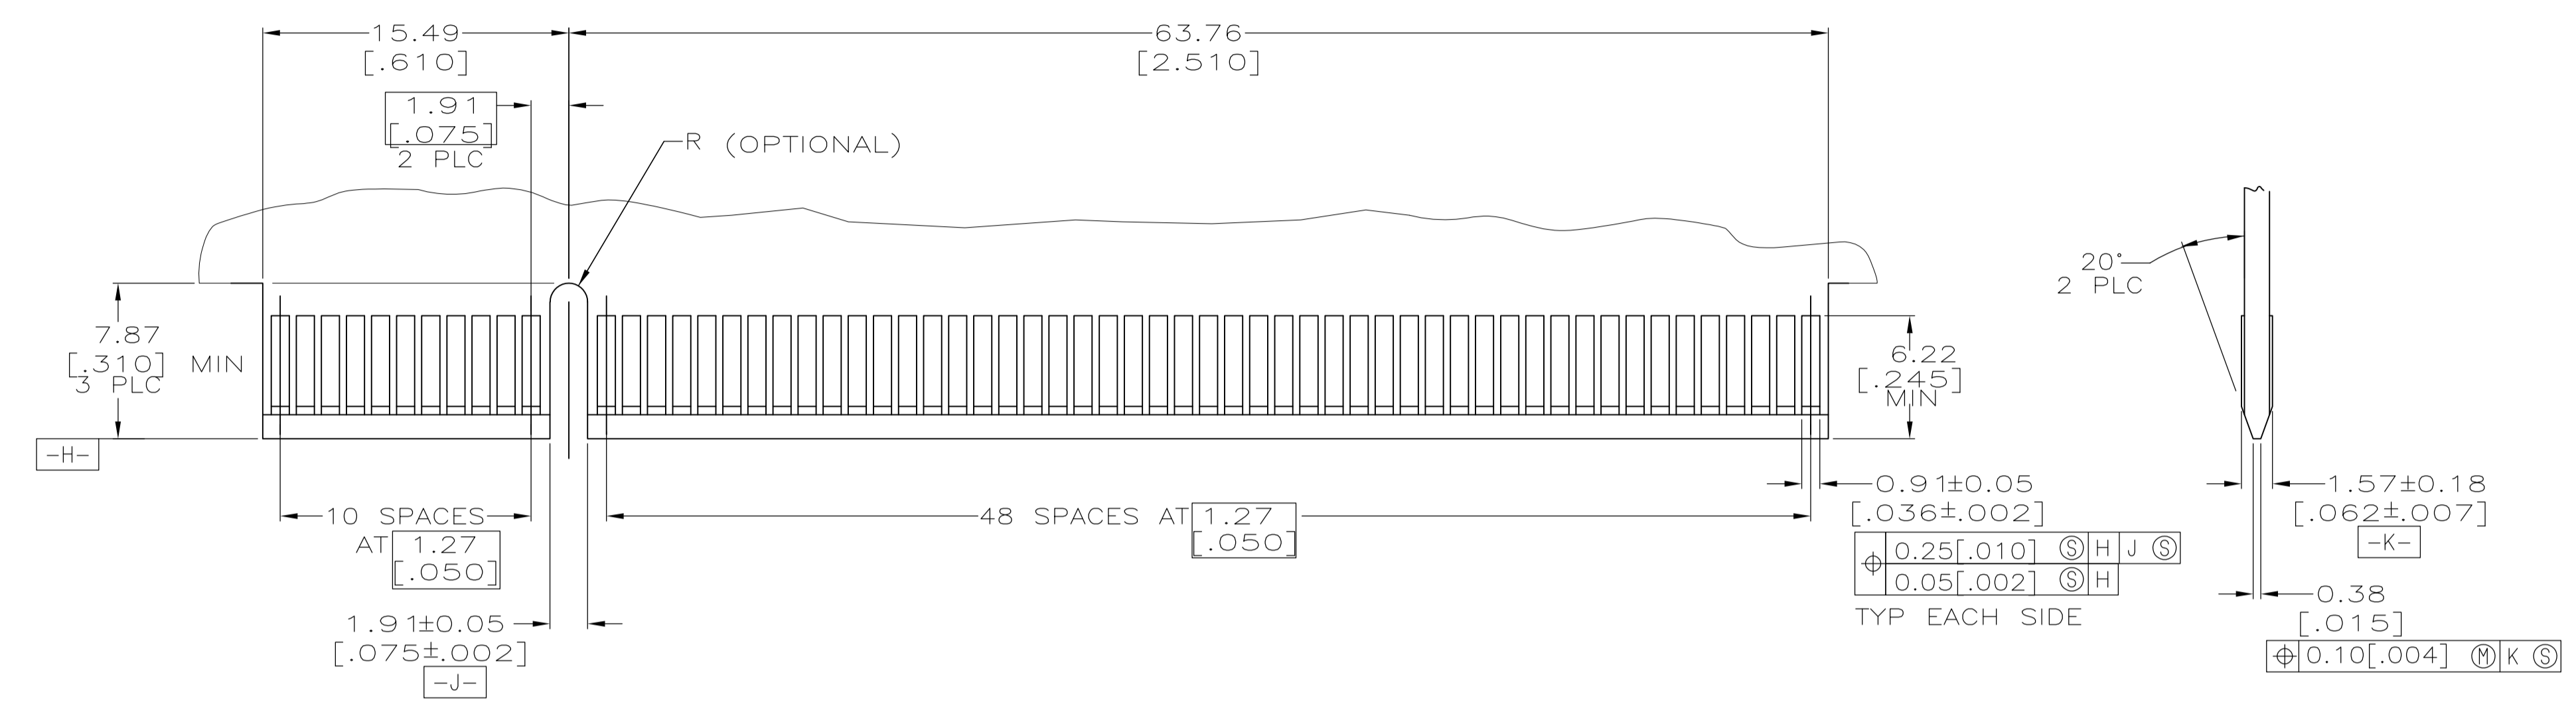 15.49
[.610]
63.76
[2.510]
1.91
[.075]
2 PLC
R (OPTIONAL)
20°
2 PLC
7.87
[.310] MIN
3 PLC
6.22
[.245]
MIN
-H-
0.91±0.05
[.036±.002]
1.57±0.18
[.062±.007]
-K-
10 SPACES
AT 1.27
[.050]
48 SPACES AT 1.27
[.050]
⌖ 0.25[.010] Ⓢ H J Ⓢ
0.05[.002] Ⓢ H
TYP EACH SIDE
0.38
[.015]
⌖ 0.10[.004] Ⓜ K Ⓢ
1.91±0.05
[.075±.002]
-J-